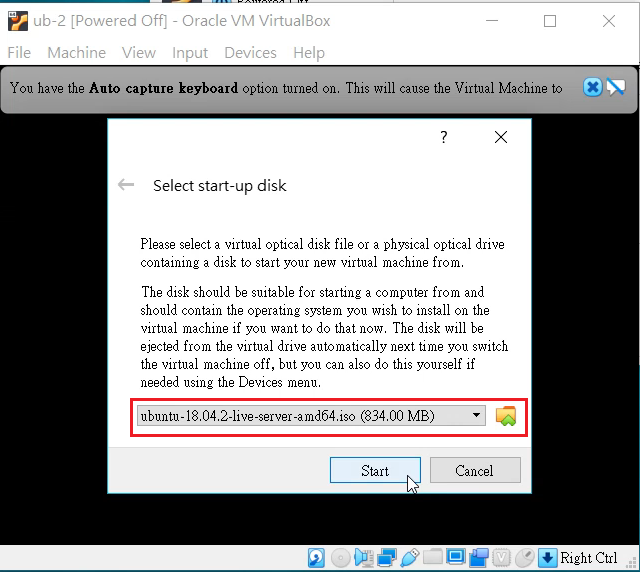 Powered Off
ub-2 [Powered Off] - Oracle VM VirtualBox
File Machine View Input Devices Help
You have the Auto capture keyboard option turned on. This will cause the Virtual Machine to
?
Select start-up disk
Please select a virtual optical disk file or a physical optical drive
containing a disk to start your new virtual machine from.
The disk should be suitable for starting a computer from and
should contain the operating system you wish to install on the
virtual machine if you want to do that now. The disk will be
ejected from the virtual drive automatically next time you switch
the virtual machine off, but you can also do this yourself if
needed using the Devices menu.
ubuntu-18.04.2-live-server-amd64.iso (834.00 MB)
Start Cancel
Right Ctrl